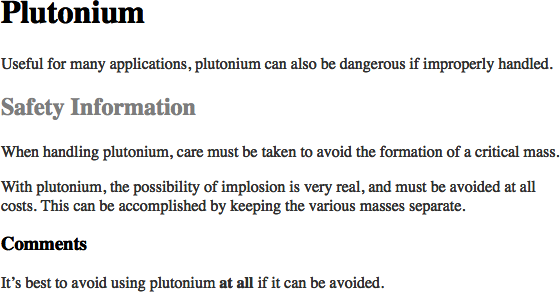 Plutonium
Useful for many applications, plutonium can also be dangerous if improperly handled.
Safety Information
When handling plutonium, care must be taken to avoid the formation of a critical mass.
With plutonium, the possibility of implosion is very real, and must be avoided at all
costs. This can be accomplished by keeping the various masses separate.
Comments
It’s best to avoid using plutonium at all if it can be avoided.